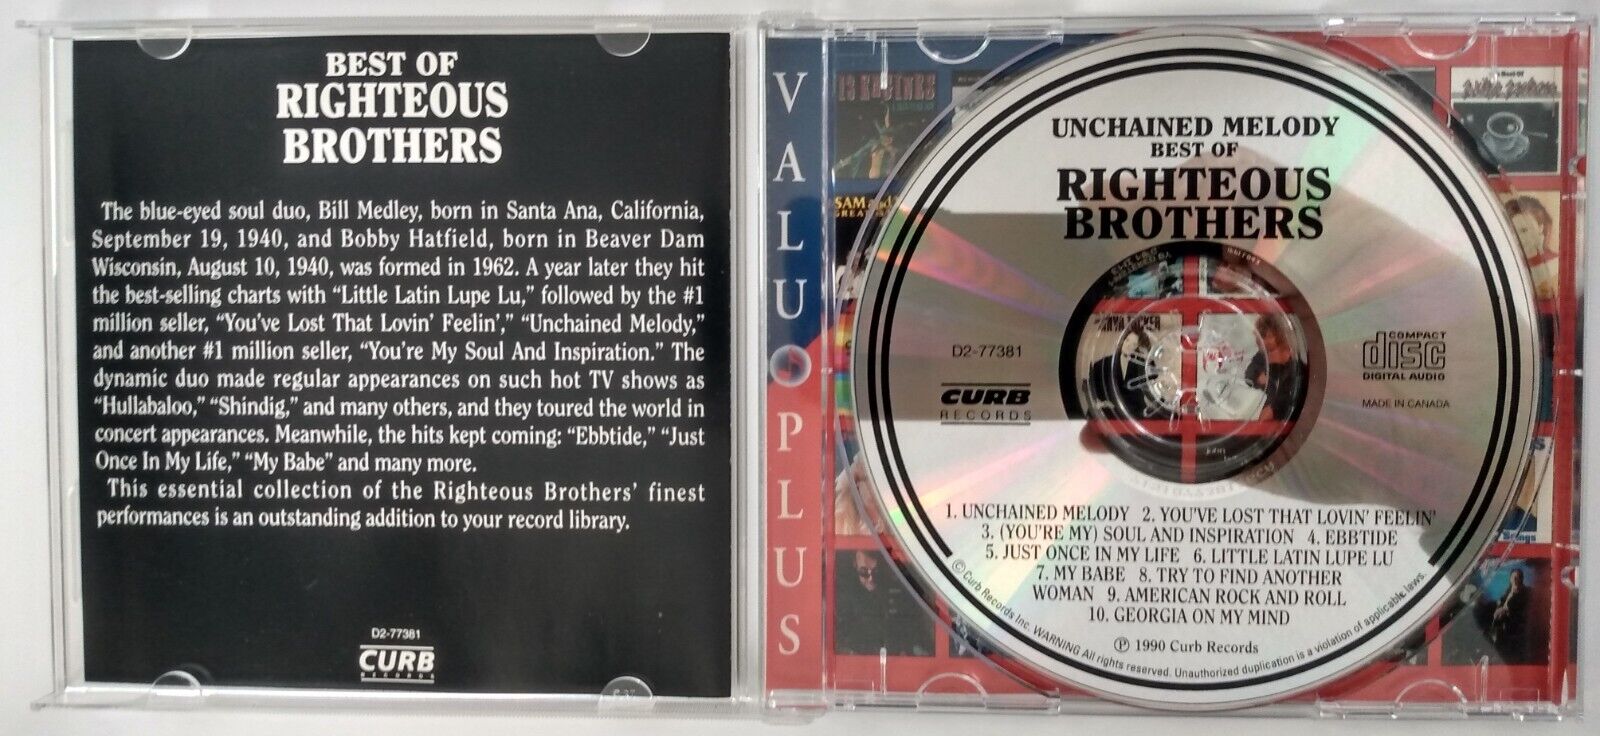 BEST OF
RIGHTEOUS
BROTHERS
The blue-eyed soul duo, Bill Medley, born in Santa Ana, California,
September 19, 1940, and Bobby Hatfield, born in Beaver Dam
Wisconsin, August 10, 1940, was formed in 1962. A year later they hit
the best-selling charts with “Little Latin Lupe Lu,” followed by the #1
million seller, “You've Lost That Lovin' Feelin',” “Unchained Melody,”
and another #1 million seller, “You're My Soul And Inspiration.” The
dynamic duo made regular appearances on such hot TV shows as
“Hullabaloo,” “Shindig,” and many others, and they toured the world in
concert appearances. Meanwhile, the hits kept coming: “Ebbtide,” “Just
Once In My Life,” “My Babe” and many more.
This essential collection of the Righteous Brothers' finest
performances is an outstanding addition to your record library.
D2-77381
CURB
RECORDS
VALU PLUS
SAM and
GREAT
Songs
UNCHAINED MELODY
BEST OF
RIGHTEOUS
BROTHERS
D2-77381
CURB
RECORDS
COMPACT
disc
DIGITAL AUDIO
MADE IN CANADA
1. UNCHAINED MELODY 2. YOU'VE LOST THAT LOVIN' FEELIN'
3. (YOU'RE MY) SOUL AND INSPIRATION 4. EBBTIDE
5. JUST ONCE IN MY LIFE 6. LITTLE LATIN LUPE LU
7. MY BABE 8. TRY TO FIND ANOTHER
WOMAN 9. AMERICAN ROCK AND ROLL
10. GEORGIA ON MY MIND
℗ 1990 Curb Records
© Curb Records Inc. WARNING All rights reserved. Unauthorized duplication is a violation of applicable laws.